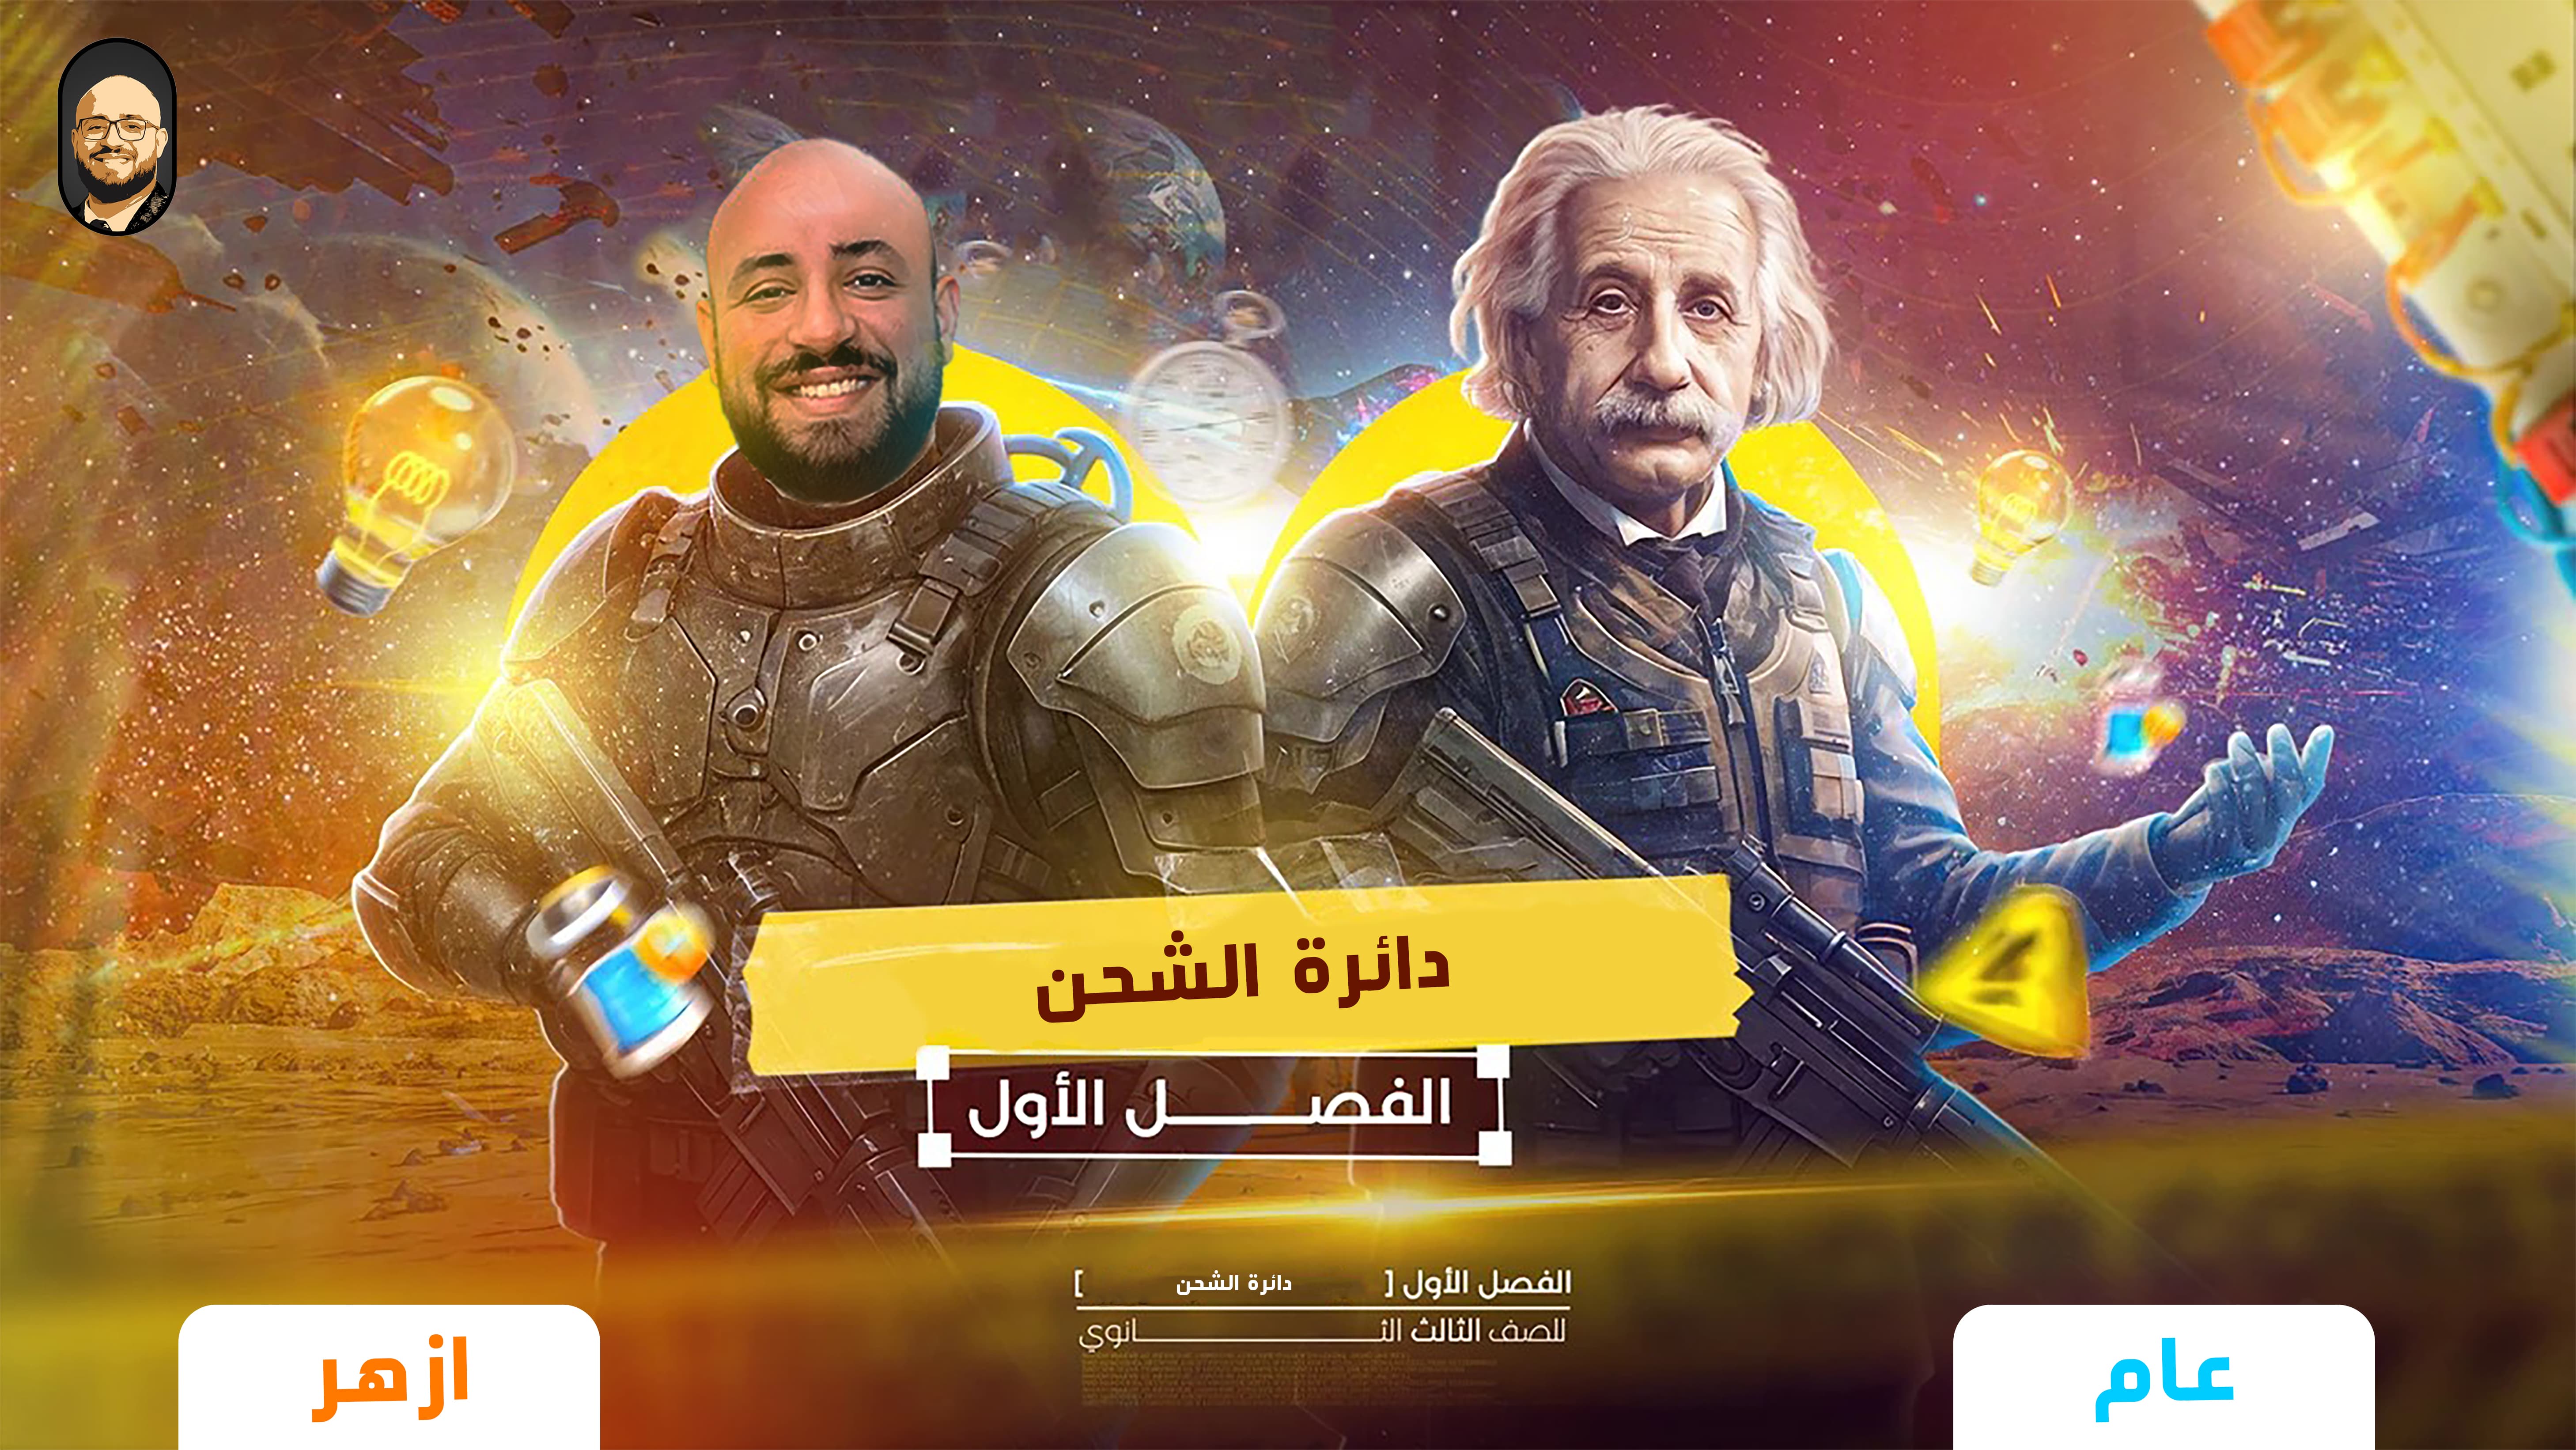 دائرة الشحن
الفصل الأول
الفصل الأول [ دائرة الشحن ]
للصف الثالث الثانوي
عام
ازهر